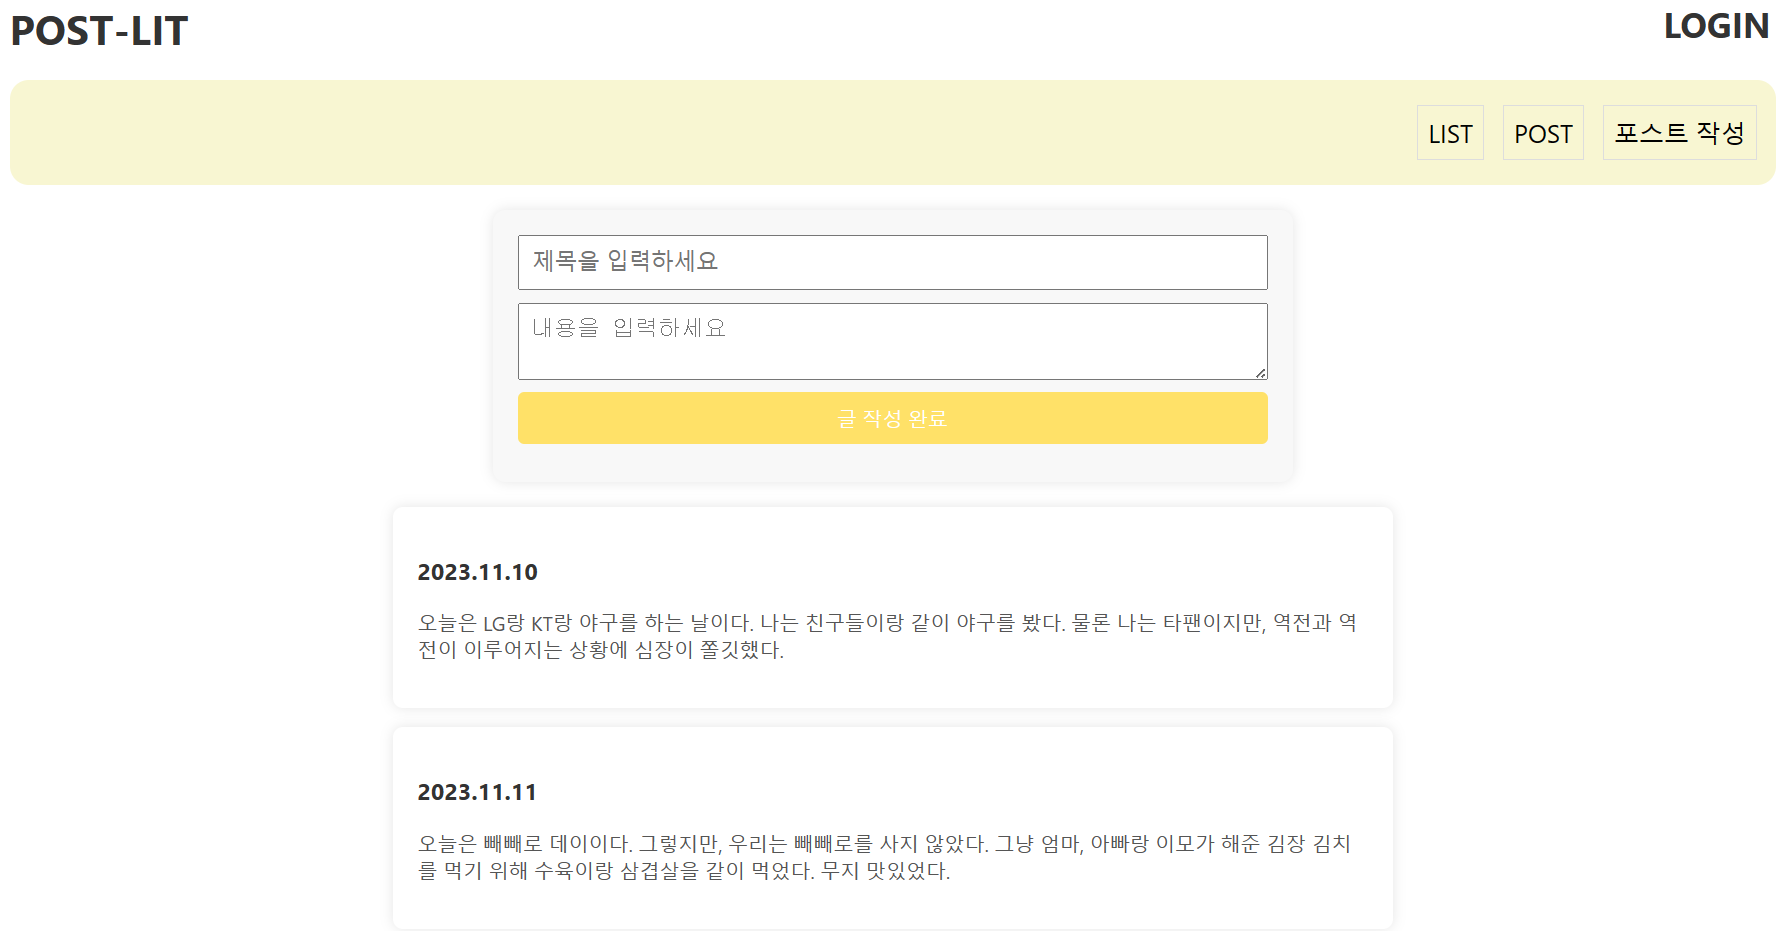 POST-LIT
LOGIN
LIST
POST
포스트 작성
제목을 입력하세요
내용을 입력하세요
글 작성 완료
2023.11.10
오늘은 LG랑 KT랑 야구를 하는 날이다. 나는 친구들이랑 같이 야구를 봤다. 물론 나는 타팬이지만, 역전과 역
전이 이루어지는 상황에 심장이 쫄깃했다.
2023.11.11
오늘은 빼빼로 데이이다. 그렇지만, 우리는 빼빼로를 사지 않았다. 그냥 엄마, 아빠랑 이모가 해준 김장 김치
를 먹기 위해 수육이랑 삼겹살을 같이 먹었다. 무지 맛있었다.